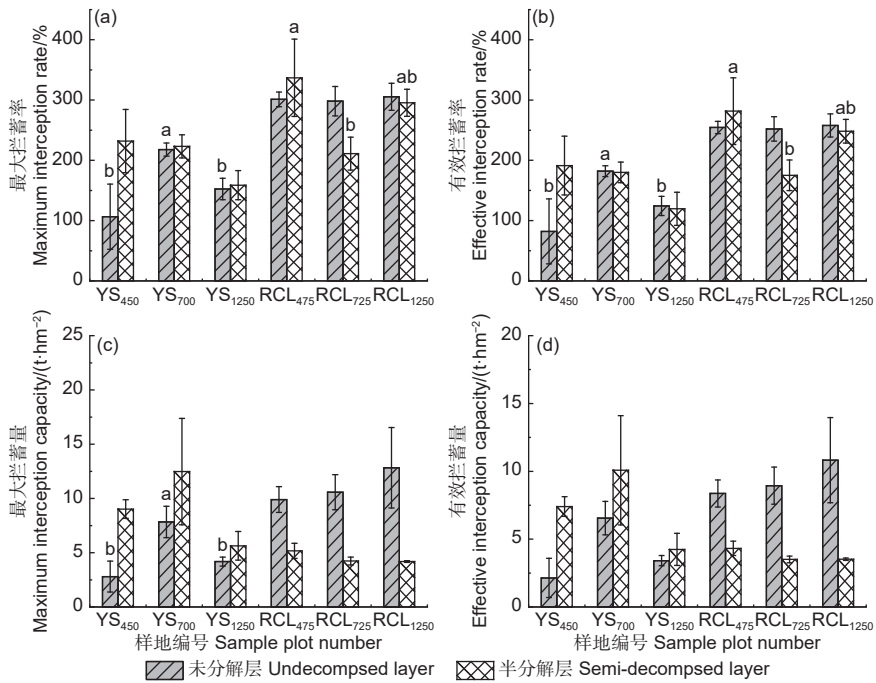 (a)
最大拦蓄率
Maximum interception rate/%
400
300
200
100
0
b
a
b
a
b
ab
YS₄₅₀ YS₇₀₀ YS₁₂₅₀ RCL₄₇₅ RCL₇₂₅ RCL₁₂₅₀
(b)
有效拦蓄率
Effective interception rate/%
400
300
200
100
0
b
a
b
a
b
ab
YS₄₅₀ YS₇₀₀ YS₁₂₅₀ RCL₄₇₅ RCL₇₂₅ RCL₁₂₅₀
(c)
最大拦蓄量
Maximum interception capacity/(t·hm⁻²)
25
20
15
10
5
0
b
a
b
YS₄₅₀ YS₇₀₀ YS₁₂₅₀ RCL₄₇₅ RCL₇₂₅ RCL₁₂₅₀
样地编号 Sample plot number
(d)
有效拦蓄量
Effective interception capacity/(t·hm⁻²)
20
15
10
5
0
YS₄₅₀ YS₇₀₀ YS₁₂₅₀ RCL₄₇₅ RCL₇₂₅ RCL₁₂₅₀
样地编号 Sample plot number
未分解层 Undecompsed layer
半分解层 Semi-decompsed layer